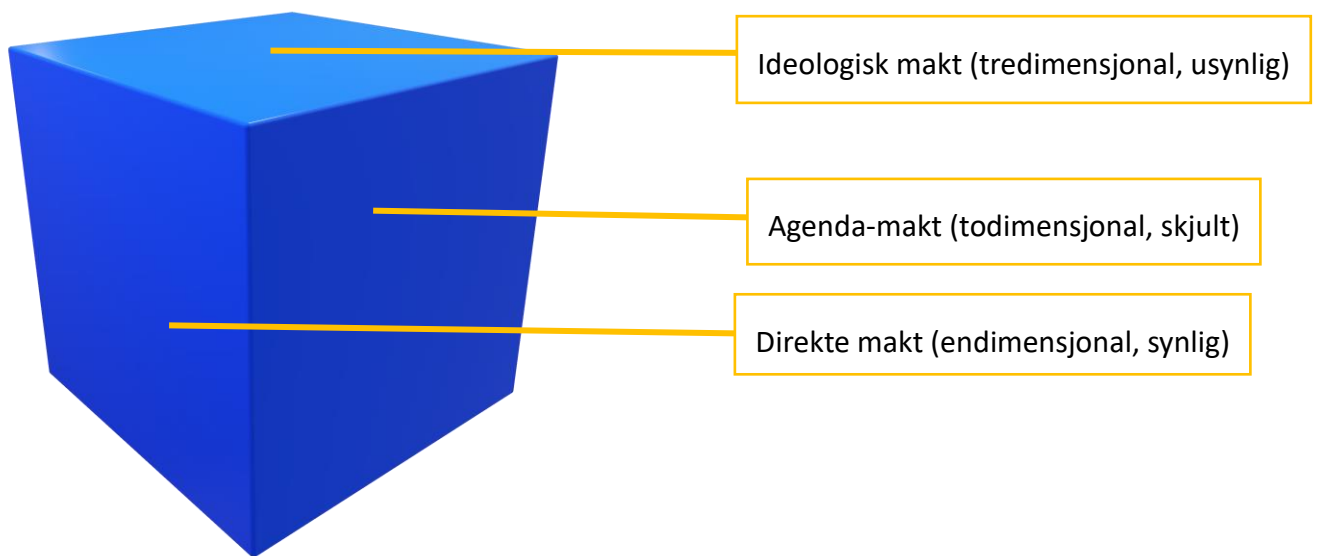 Ideologisk makt (tredimensjonal, usynlig)
Agenda-makt (todimensjonal, skjult)
Direkte makt (endimensjonal, synlig)